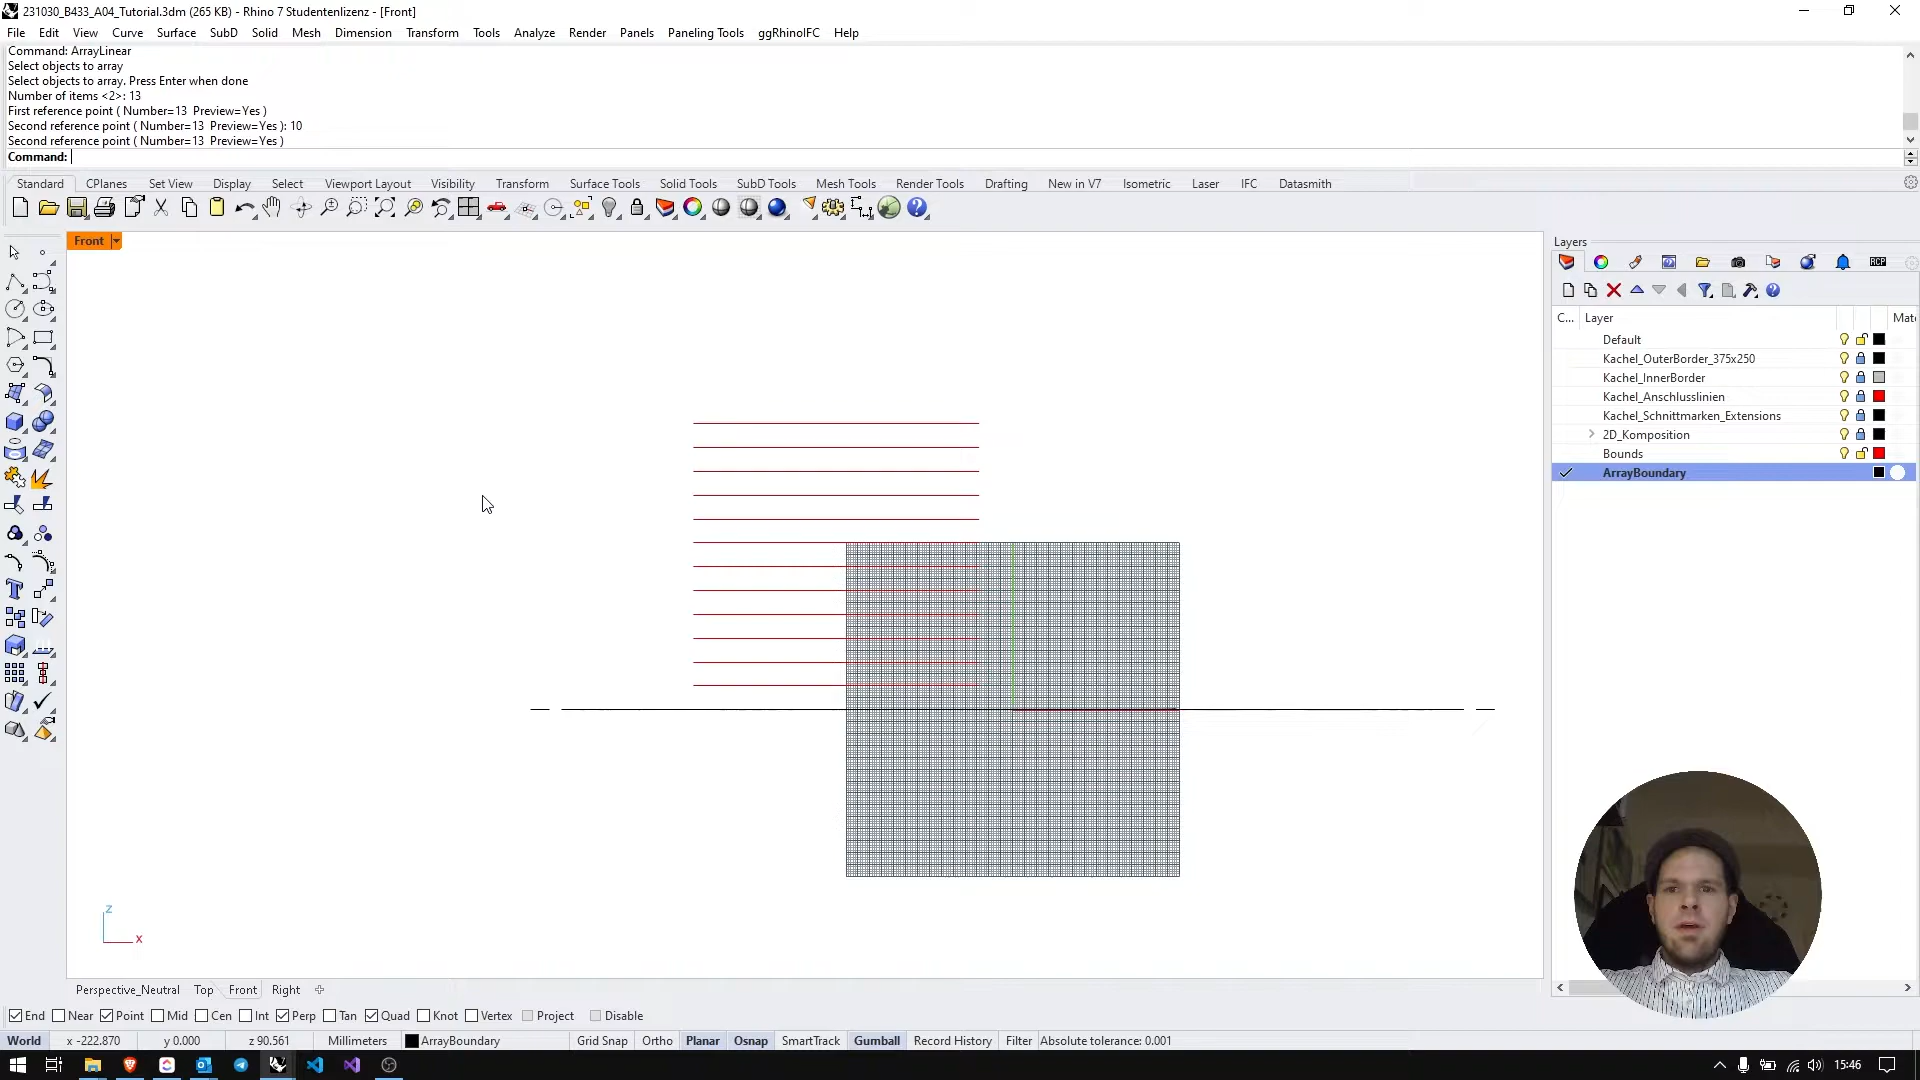 231030_B433_A04_Tutorial.3dm (265 KB) - Rhino 7 Studentenlizenz - [Front]
File Edit View Curve Surface SubD Solid Mesh Dimension Transform Tools Analyze Render Panels Paneling Tools ggRhinoIFC Help
Command: ArrayLinear
Select objects to array
Select objects to array. Press Enter when done
Number of items <2>: 13
First reference point ( Number=13 Preview=Yes )
Second reference point ( Number=13 Preview=Yes ): 10
Second reference point ( Number=13 Preview=Yes )
Command:
Standard CPlanes Set View Display Select Viewport Layout Visibility Transform Surface Tools Solid Tools SubD Tools Mesh Tools Render Tools Drafting New in V7 Isometric Laser IFC Datasmith
Front
Layers
RCP
C... Layer Mate
Default
Kachel_OuterBorder_375x250
Kachel_InnerBorder
Kachel_Anschlusslinien
Kachel_Schnittmarken_Extensions
2D_Komposition
Bounds
ArrayBoundary
z
x
Perspective_Neutral Top Front Right
End Near Point Mid Cen Int Perp Tan Quad Knot Vertex Project Disable
World x -222.870 y 0.000 z 90.561 Millimeters ArrayBoundary Grid Snap Ortho Planar Osnap SmartTrack Gumball Record History Filter Absolute tolerance: 0.001
15:46